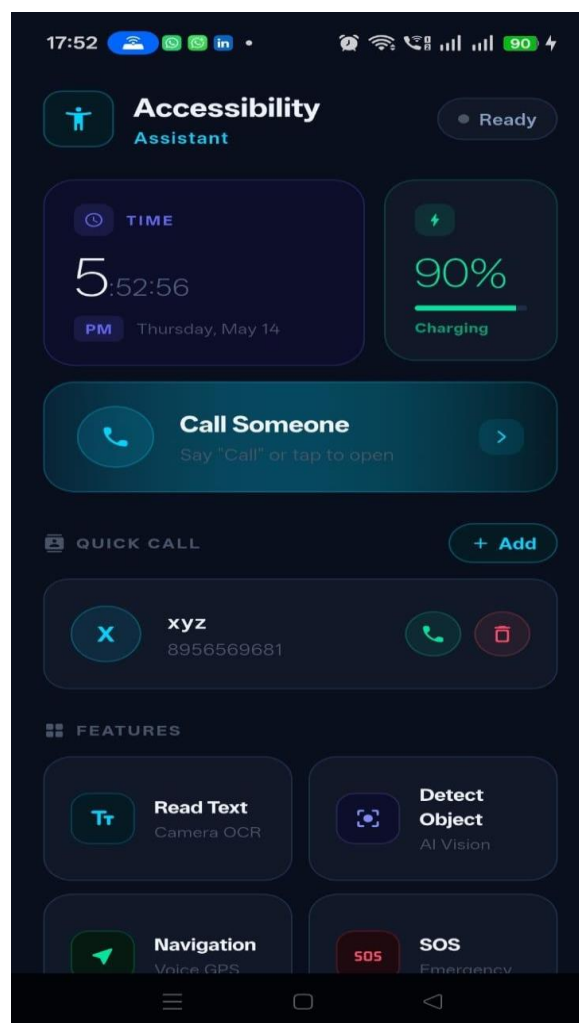 17:52 90
Accessibility
Assistant
Ready
TIME
5:52:56
PM Thursday, May 14
90%
Charging
Call Someone
Say "Call" or tap to open
QUICK CALL
+ Add
X
xyz
8956569681
FEATURES
Tт
Read Text
Camera OCR
Detect
Object
AI Vision
Navigation
Voice GPS
SOS
SOS
Emergency